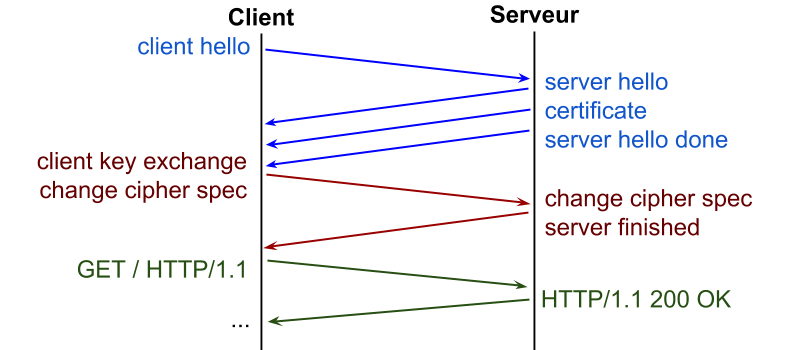 Client
Serveur
client hello
server hello
certificate
server hello done
client key exchange
change cipher spec
change cipher spec
server finished
GET / HTTP/1.1
HTTP/1.1 200 OK
...